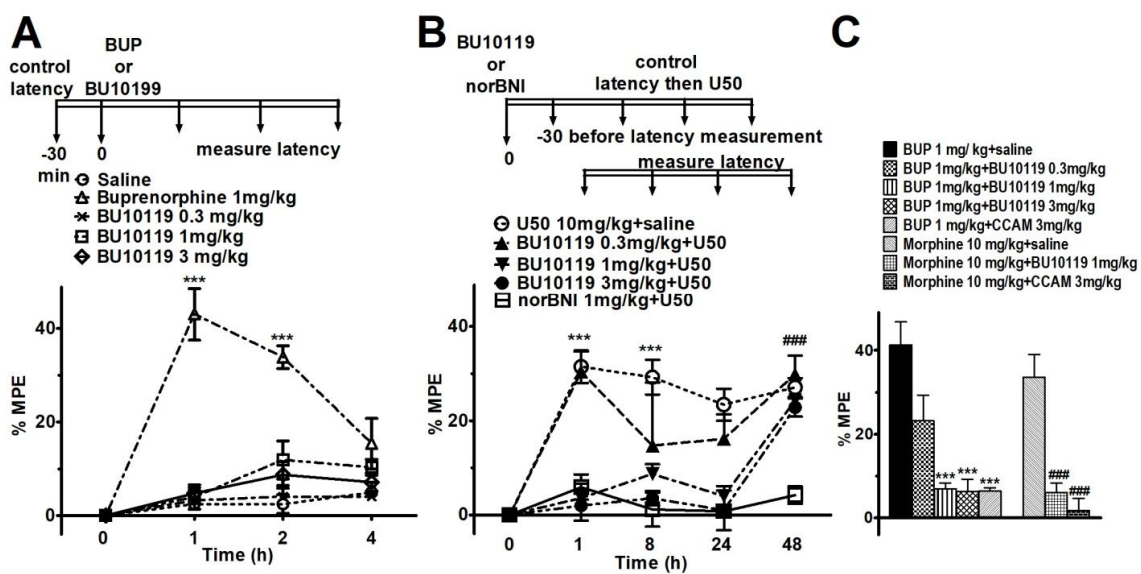 A
BUP
or
BU10199
control
latency
-30
min
0
measure latency
Saline
Buprenorphine 1mg/kg
BU10119 0.3 mg/kg
BU10119 1mg/kg
BU10119 3 mg/kg
***
***
40
20
0
% MPE
0 1 2 4
Time (h)
B
BU10119
or
norBNI
control
latency then U50
0
-30 before latency measurement
measure latency
U50 10mg/kg+saline
BU10119 0.3mg/kg+U50
BU10119 1mg/kg+U50
BU10119 3mg/kg+U50
norBNI 1mg/kg+U50
***
***
###
40
20
0
% MPE
0 1 8 24 48
Time (h)
C
BUP 1 mg/ kg+saline
BUP 1mg/kg+BU10119 0.3mg/kg
BUP 1mg/kg+BU10119 1mg/kg
BUP 1mg/kg+BU10119 3mg/kg
BUP 1mg/kg+CCAM 3mg/kg
Morphine 10 mg/kg+saline
Morphine 10 mg/kg+BU10119 1mg/kg
Morphine 10 mg/kg+CCAM 3mg/kg
40
20
0
% MPE
***
***
***
###
###